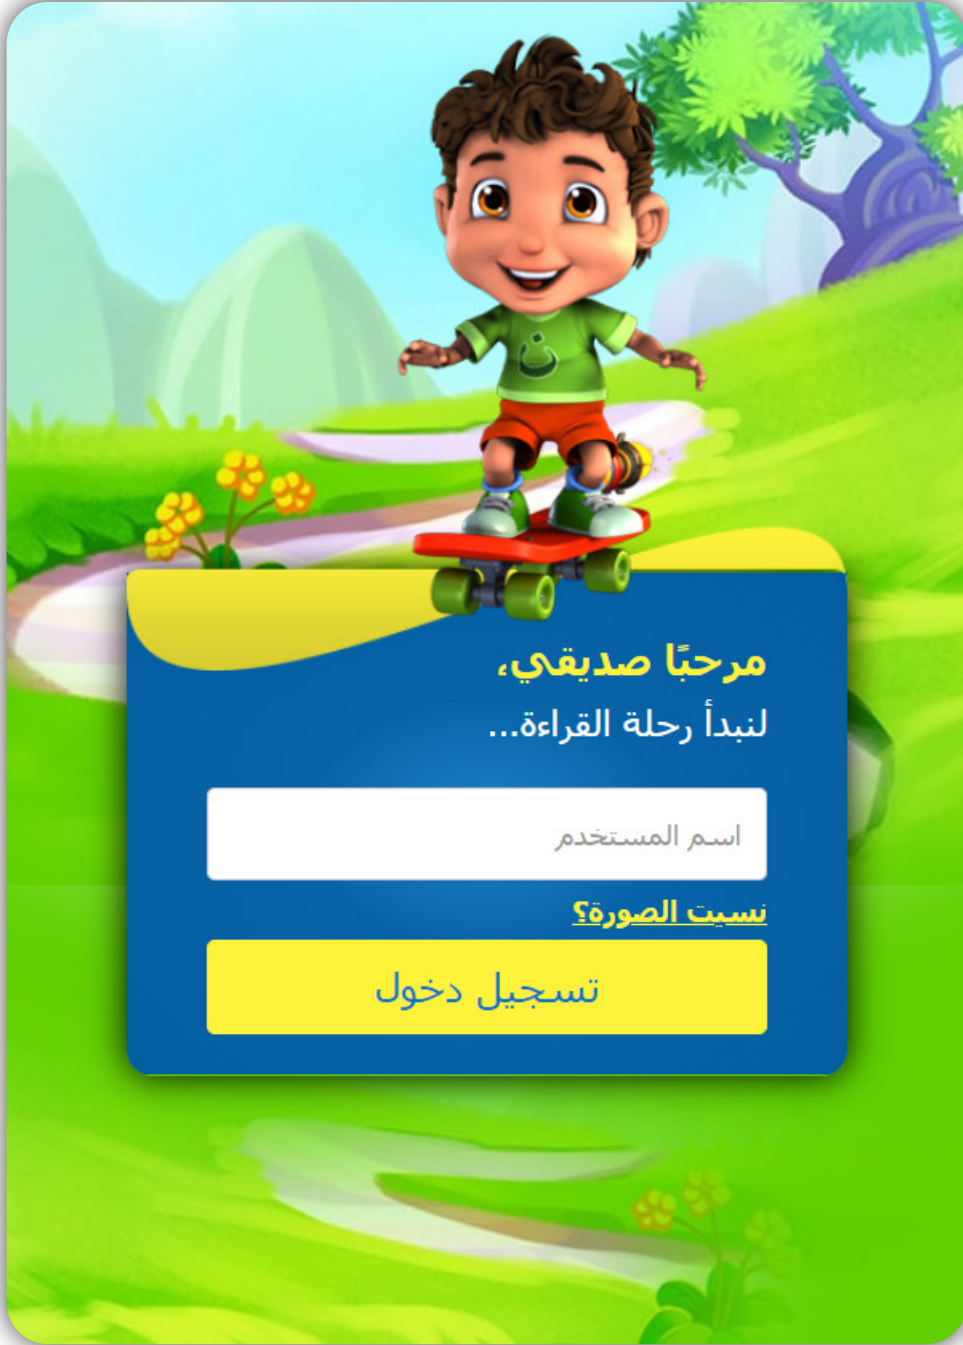 ن
مرحبًا صديقي،
لنبدأ رحلة القراءة...
اسم المستخدم
نسيت الصورة؟
تسجيل دخول